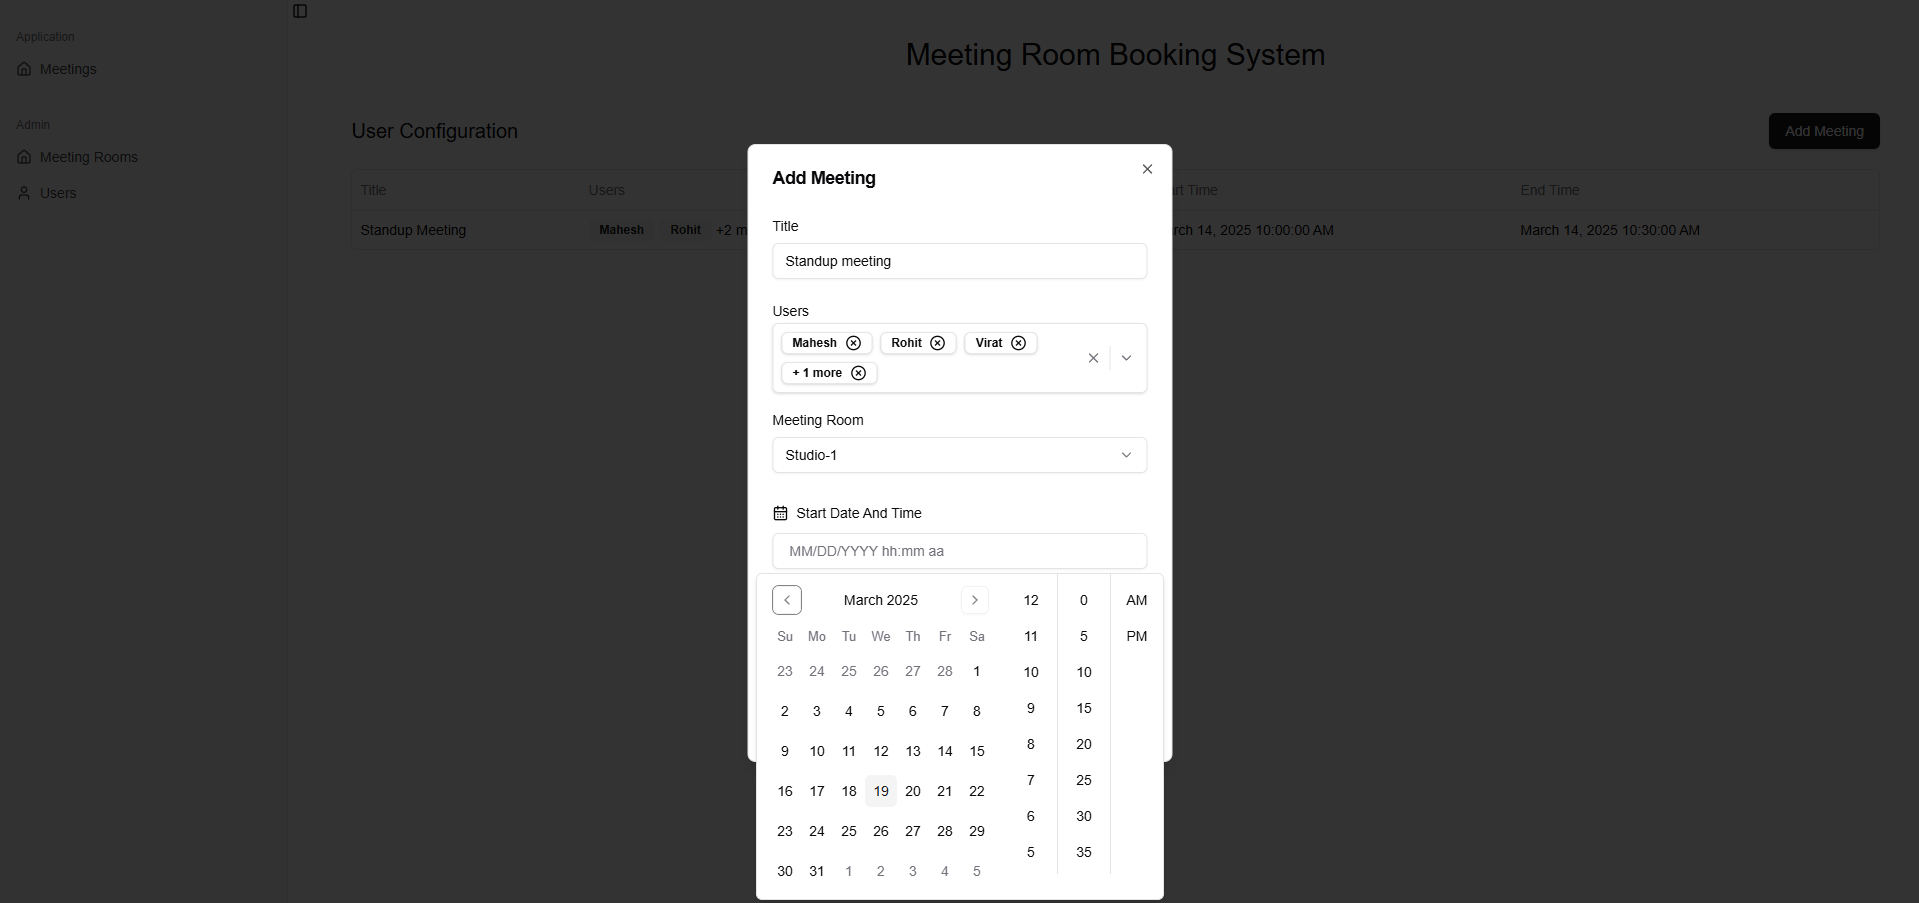 Application
Meetings
Admin
Meeting Rooms
Users
Meeting Room Booking System
User Configuration
Add Meeting
Title Users rt Time End Time
Standup Meeting Mahesh Rohit +2 m rch 14, 2025 10:00:00 AM March 14, 2025 10:30:00 AM
Add Meeting
Title
Standup meeting
Users
Mahesh Rohit Virat
+ 1 more
Meeting Room
Studio-1
Start Date And Time
MM/DD/YYYY hh:mm aa
March 2025 12 0 AM
Su Mo Tu We Th Fr Sa 11 5 PM
23 24 25 26 27 28 1 10 10
2 3 4 5 6 7 8 9 15
9 10 11 12 13 14 15 8 20
16 17 18 19 20 21 22 7 25
23 24 25 26 27 28 29 6 30
30 31 1 2 3 4 5 5 35